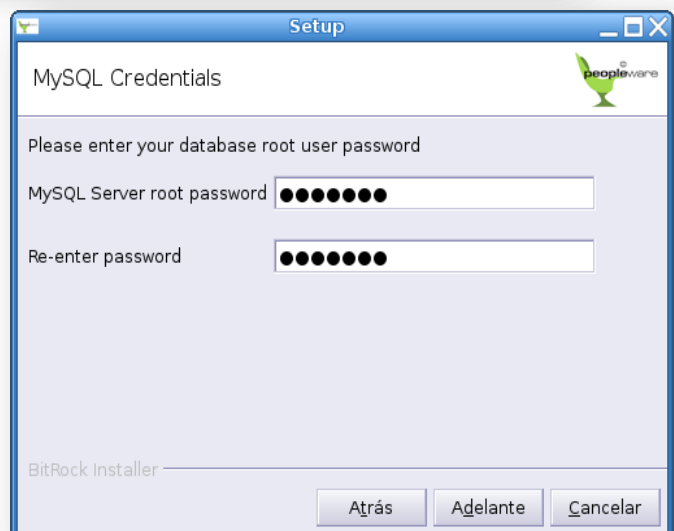 Setup
MySQL Credentials
peopleware
Please enter your database root user password
MySQL Server root password ●●●●●●●
Re-enter password ●●●●●●●
BitRock Installer
Atrás Adelante Cancelar